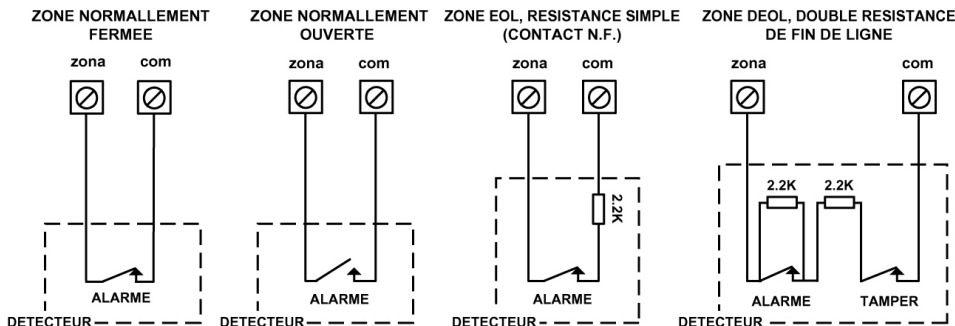 ZONE NORMALLEMENT
FERMEE
zona com
ALARME
DETECTEUR
ZONE NORMALLEMENT
OUVERTE
zona com
ALARME
DETECTEUR
ZONE EOL, RESISTANCE SIMPLE
(CONTACT N.F.)
zona com
2.2K
ALARME
DETECTEUR
ZONE DEOL, DOUBLE RESISTANCE
DE FIN DE LIGNE
zona com
2.2K 2.2K
ALARME TAMPER
DETECTEUR